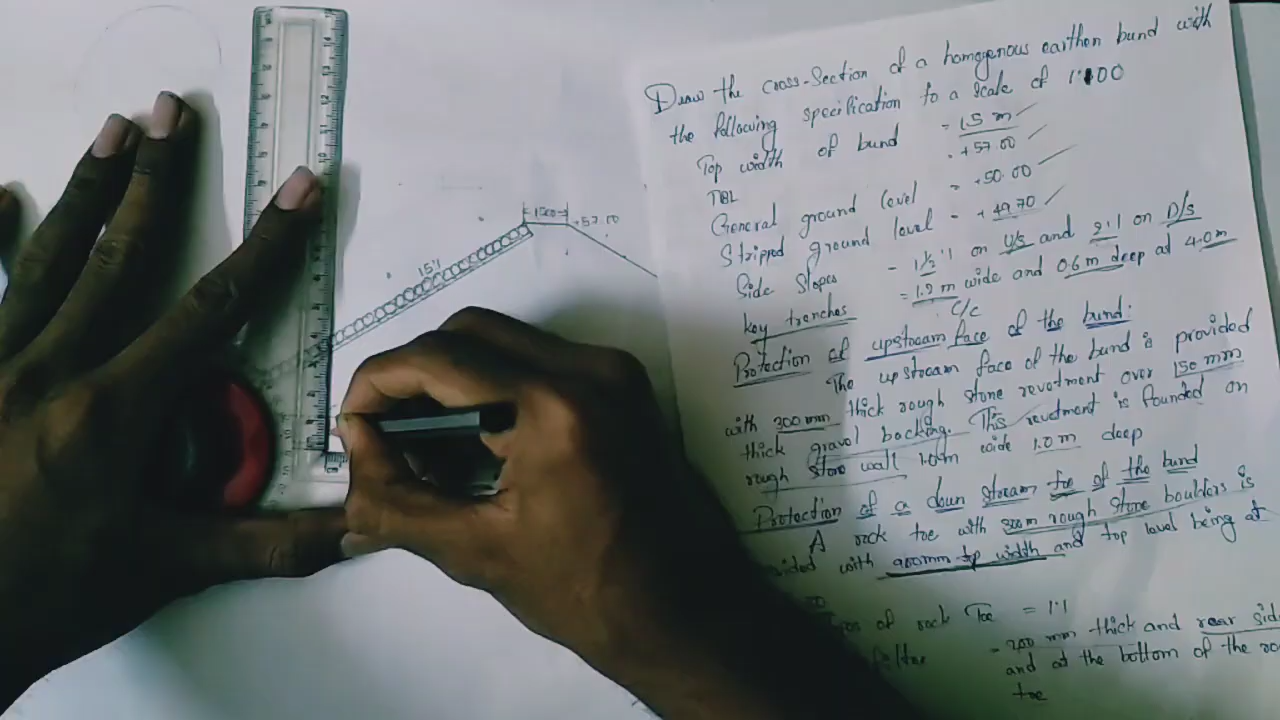 1500
+57.00
1.5:1
Draw the cross-section of a homogenous earthen bund with
the following specification to a scale of 1:100
Top width of bund = 1.5 m
TBL = +57.00
General ground level = +50.00
Stripped ground level = +49.70
Side slopes = 1½:1 on U/s and 2:1 on D/s
key trenches = 1.2 m wide and 0.6 m deep at 4.0m
C/c
Protection of upstream face of the bund:
The upstream face of the bund is provided
with 300 mm thick rough stone revetment over 150 mm
thick gravel backing. This revetment is founded on
rough stone wall wide 1.0 m deep
Protection of a down stream toe of the bund
A rock toe with rough stone boulders is
with 900mm top width and top level being at
of rock Toe = 1:1
= 200 mm thick and rear side
and at the bottom of the
toe